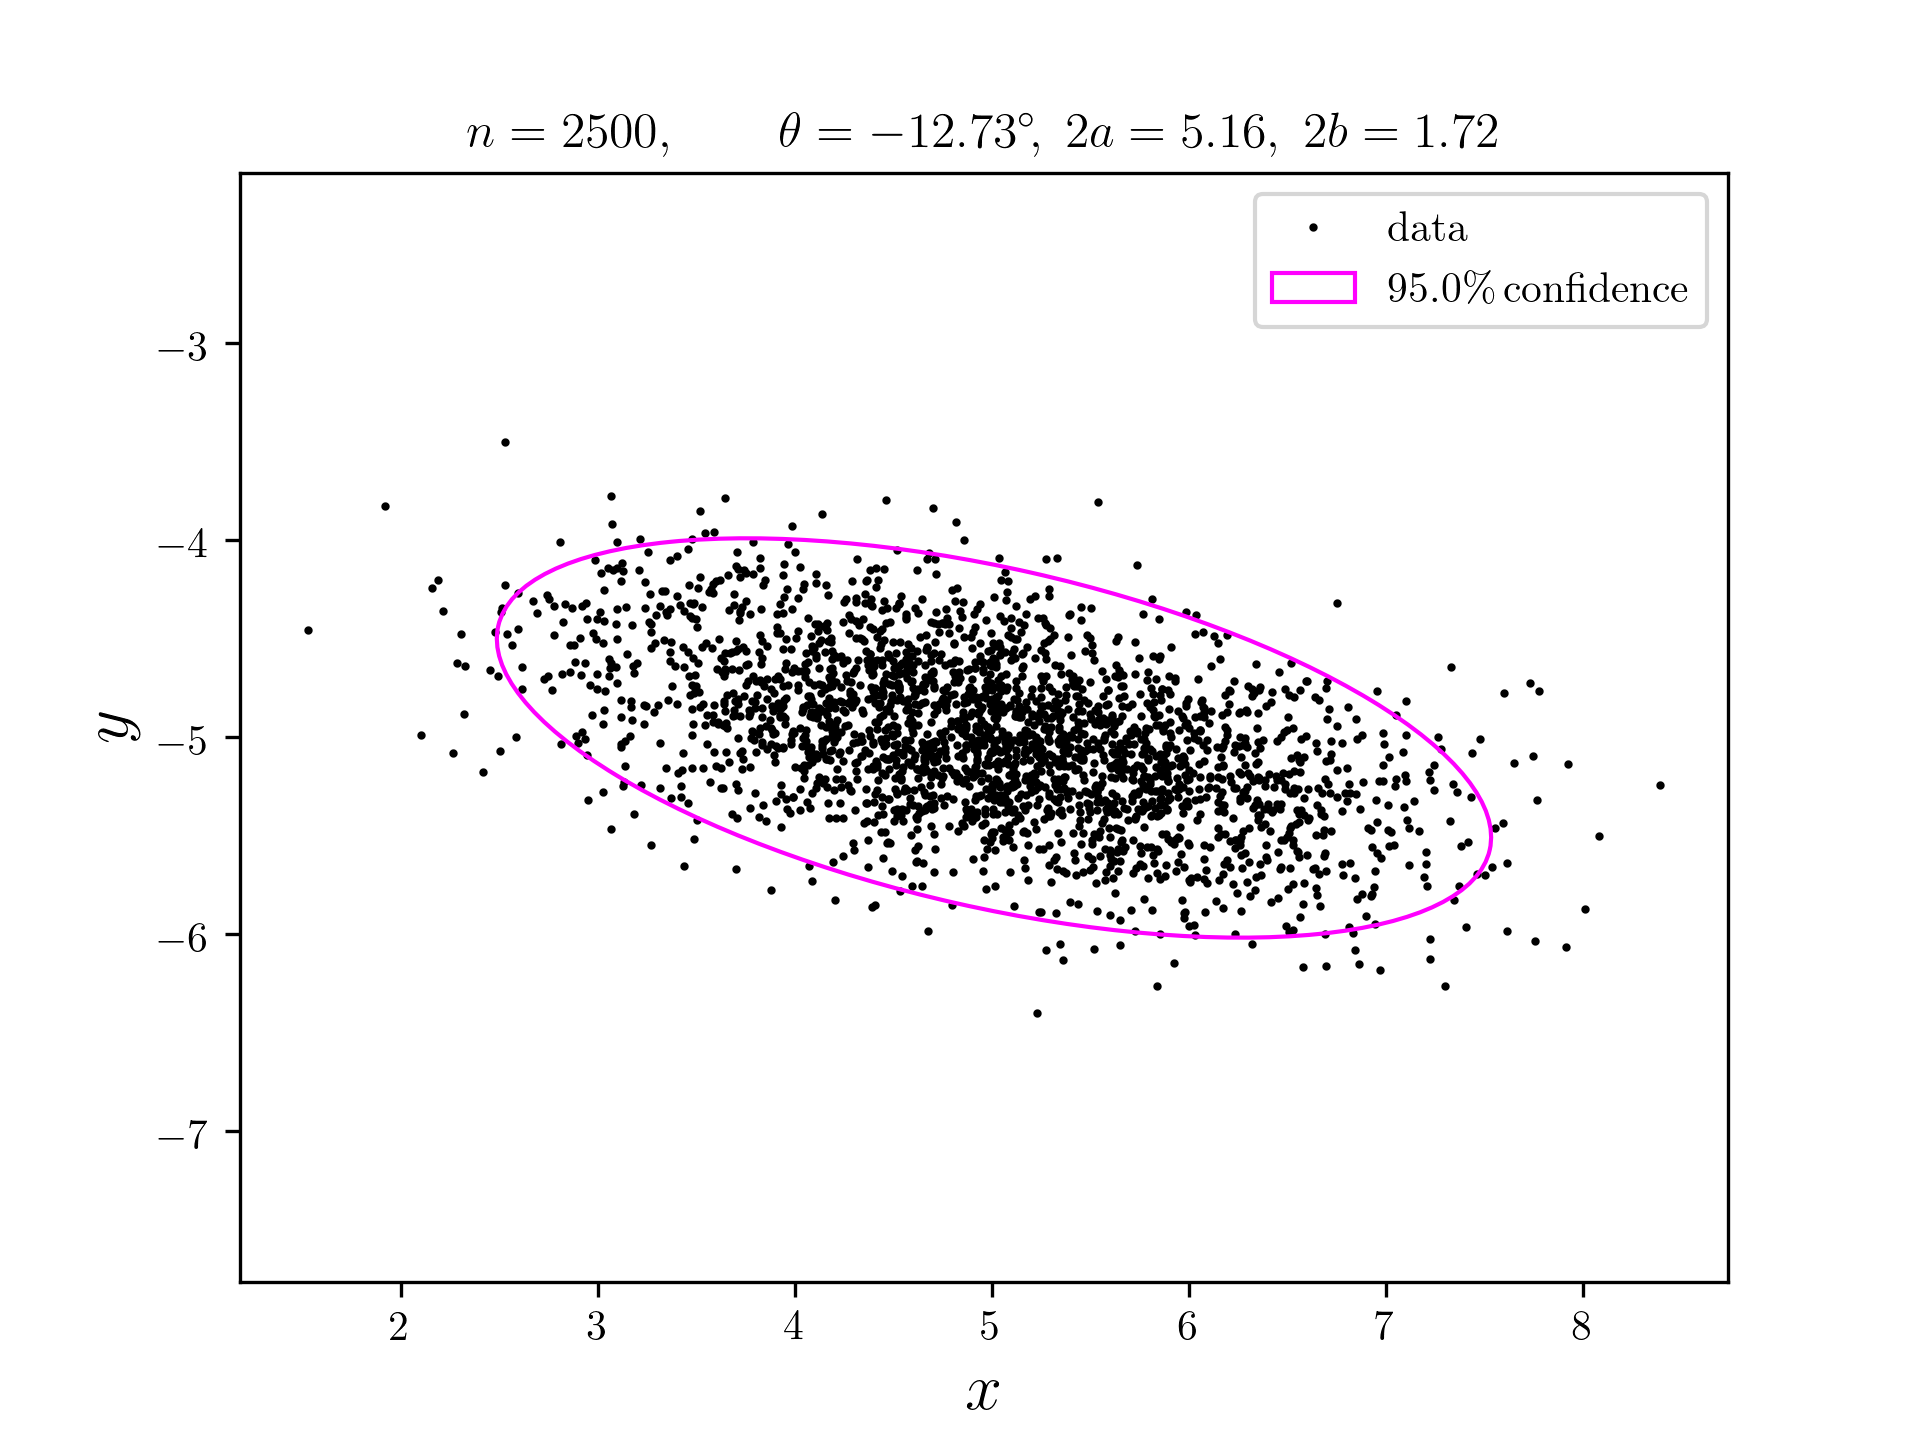 n = 2500, θ = −12.73°, 2a = 5.16, 2b = 1.72
data
95.0% confidence
−3
−4
−5
−6
−7
y
2 3 4 5 6 7 8
x